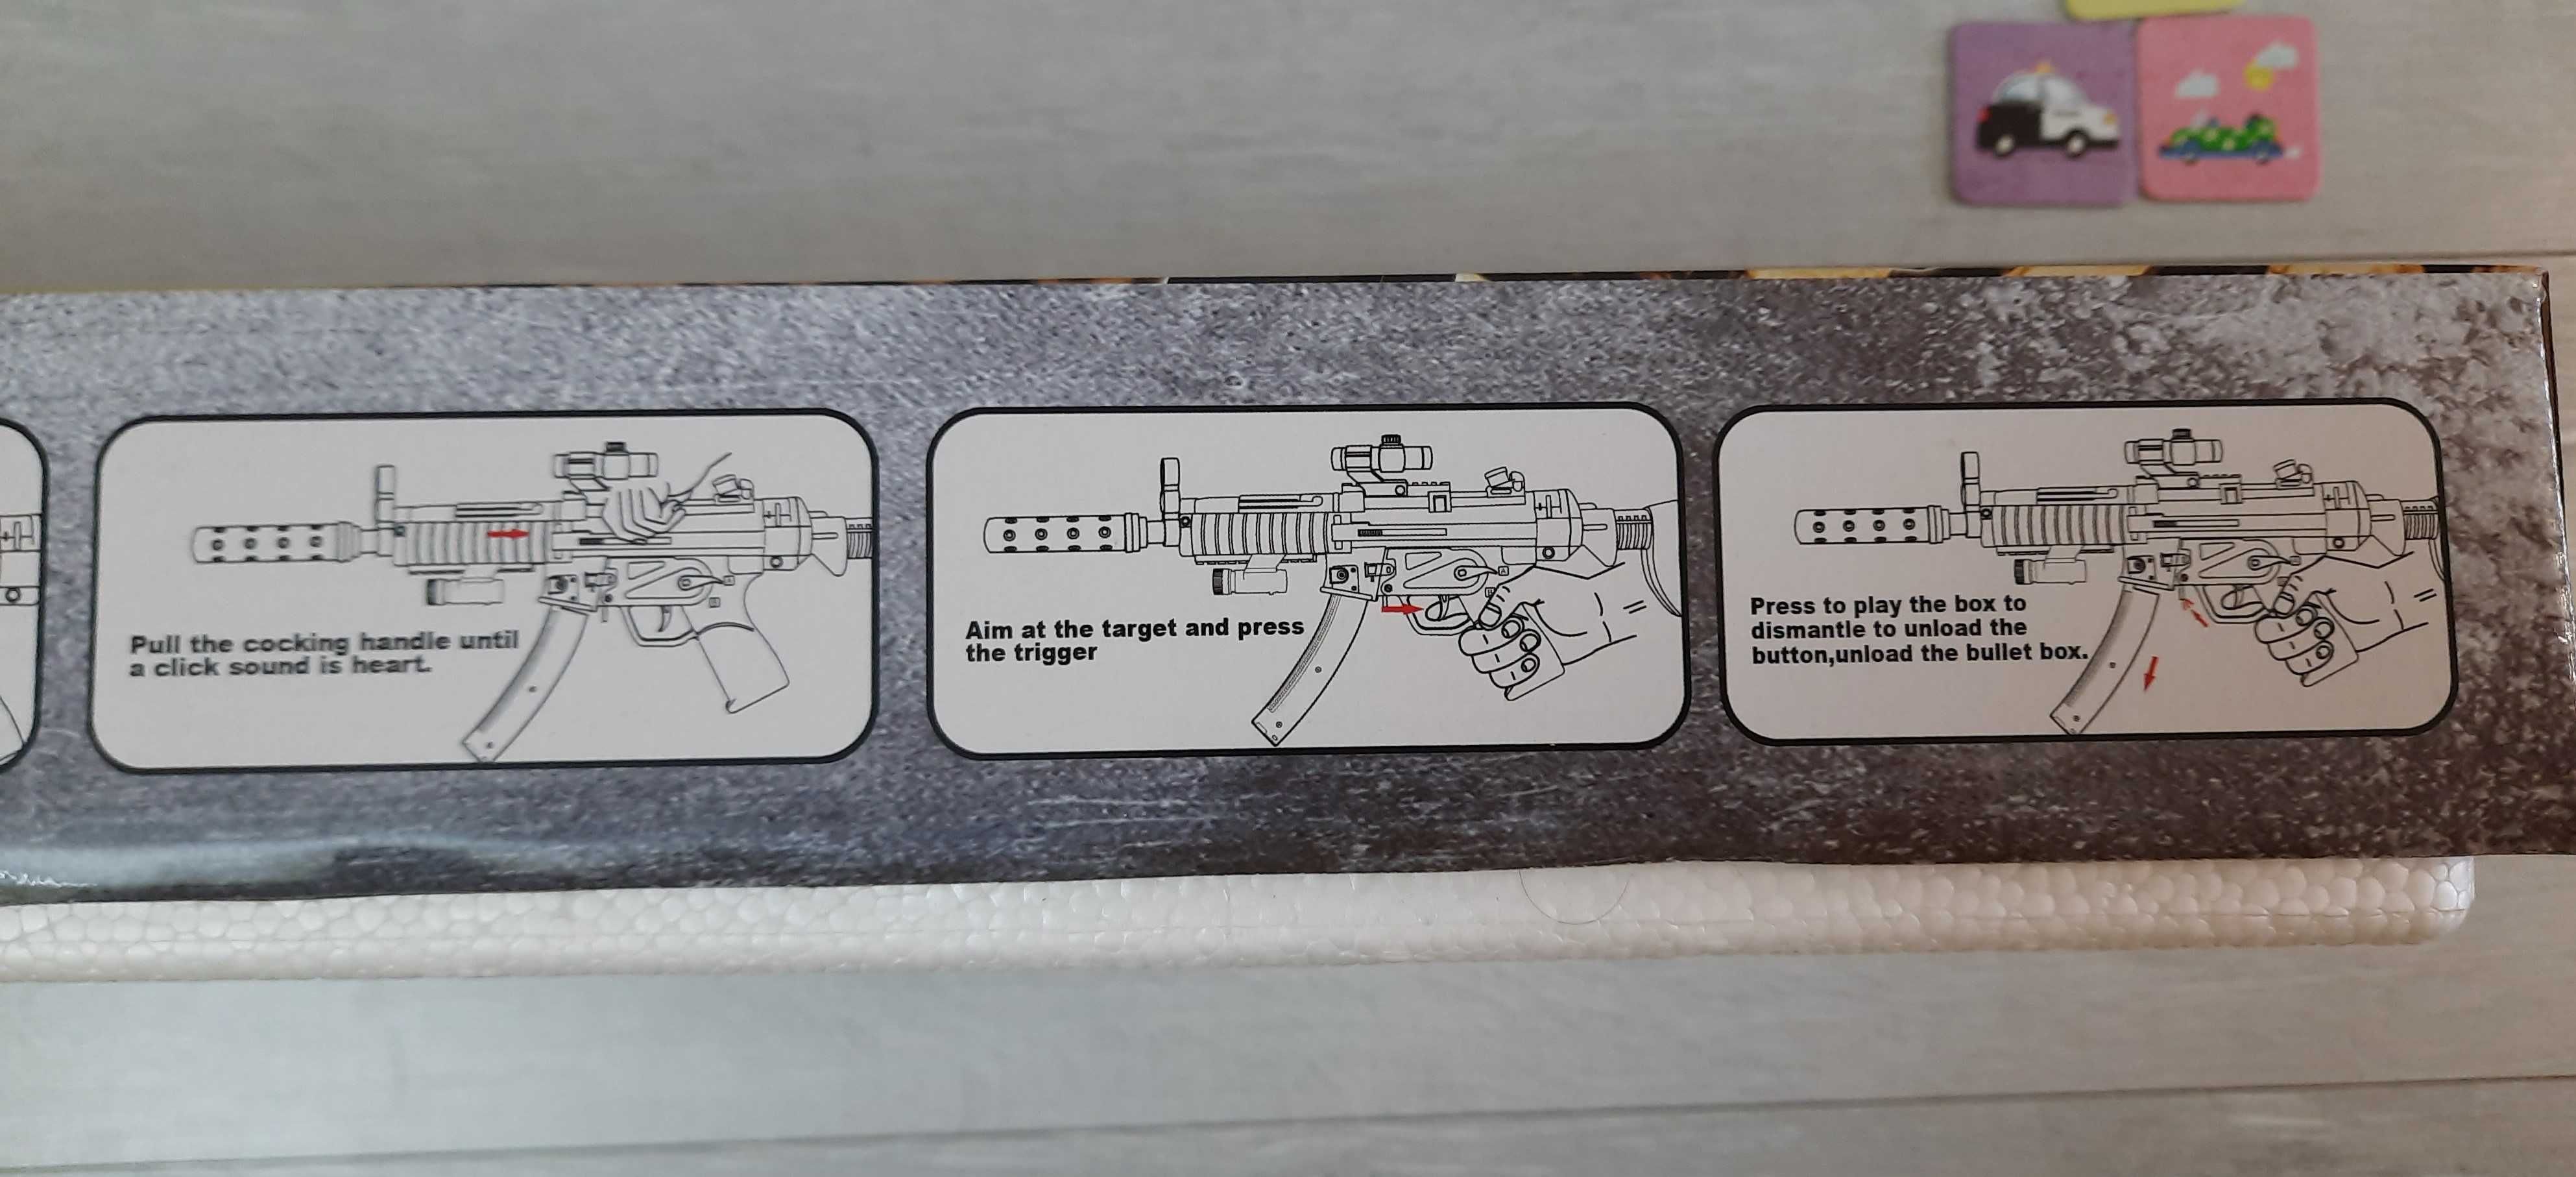 Pull the cocking handle until
a click sound is heart.
Aim at the target and press
the trigger
Press to play the box to
dismantle to unload the
button,unload the bullet box.